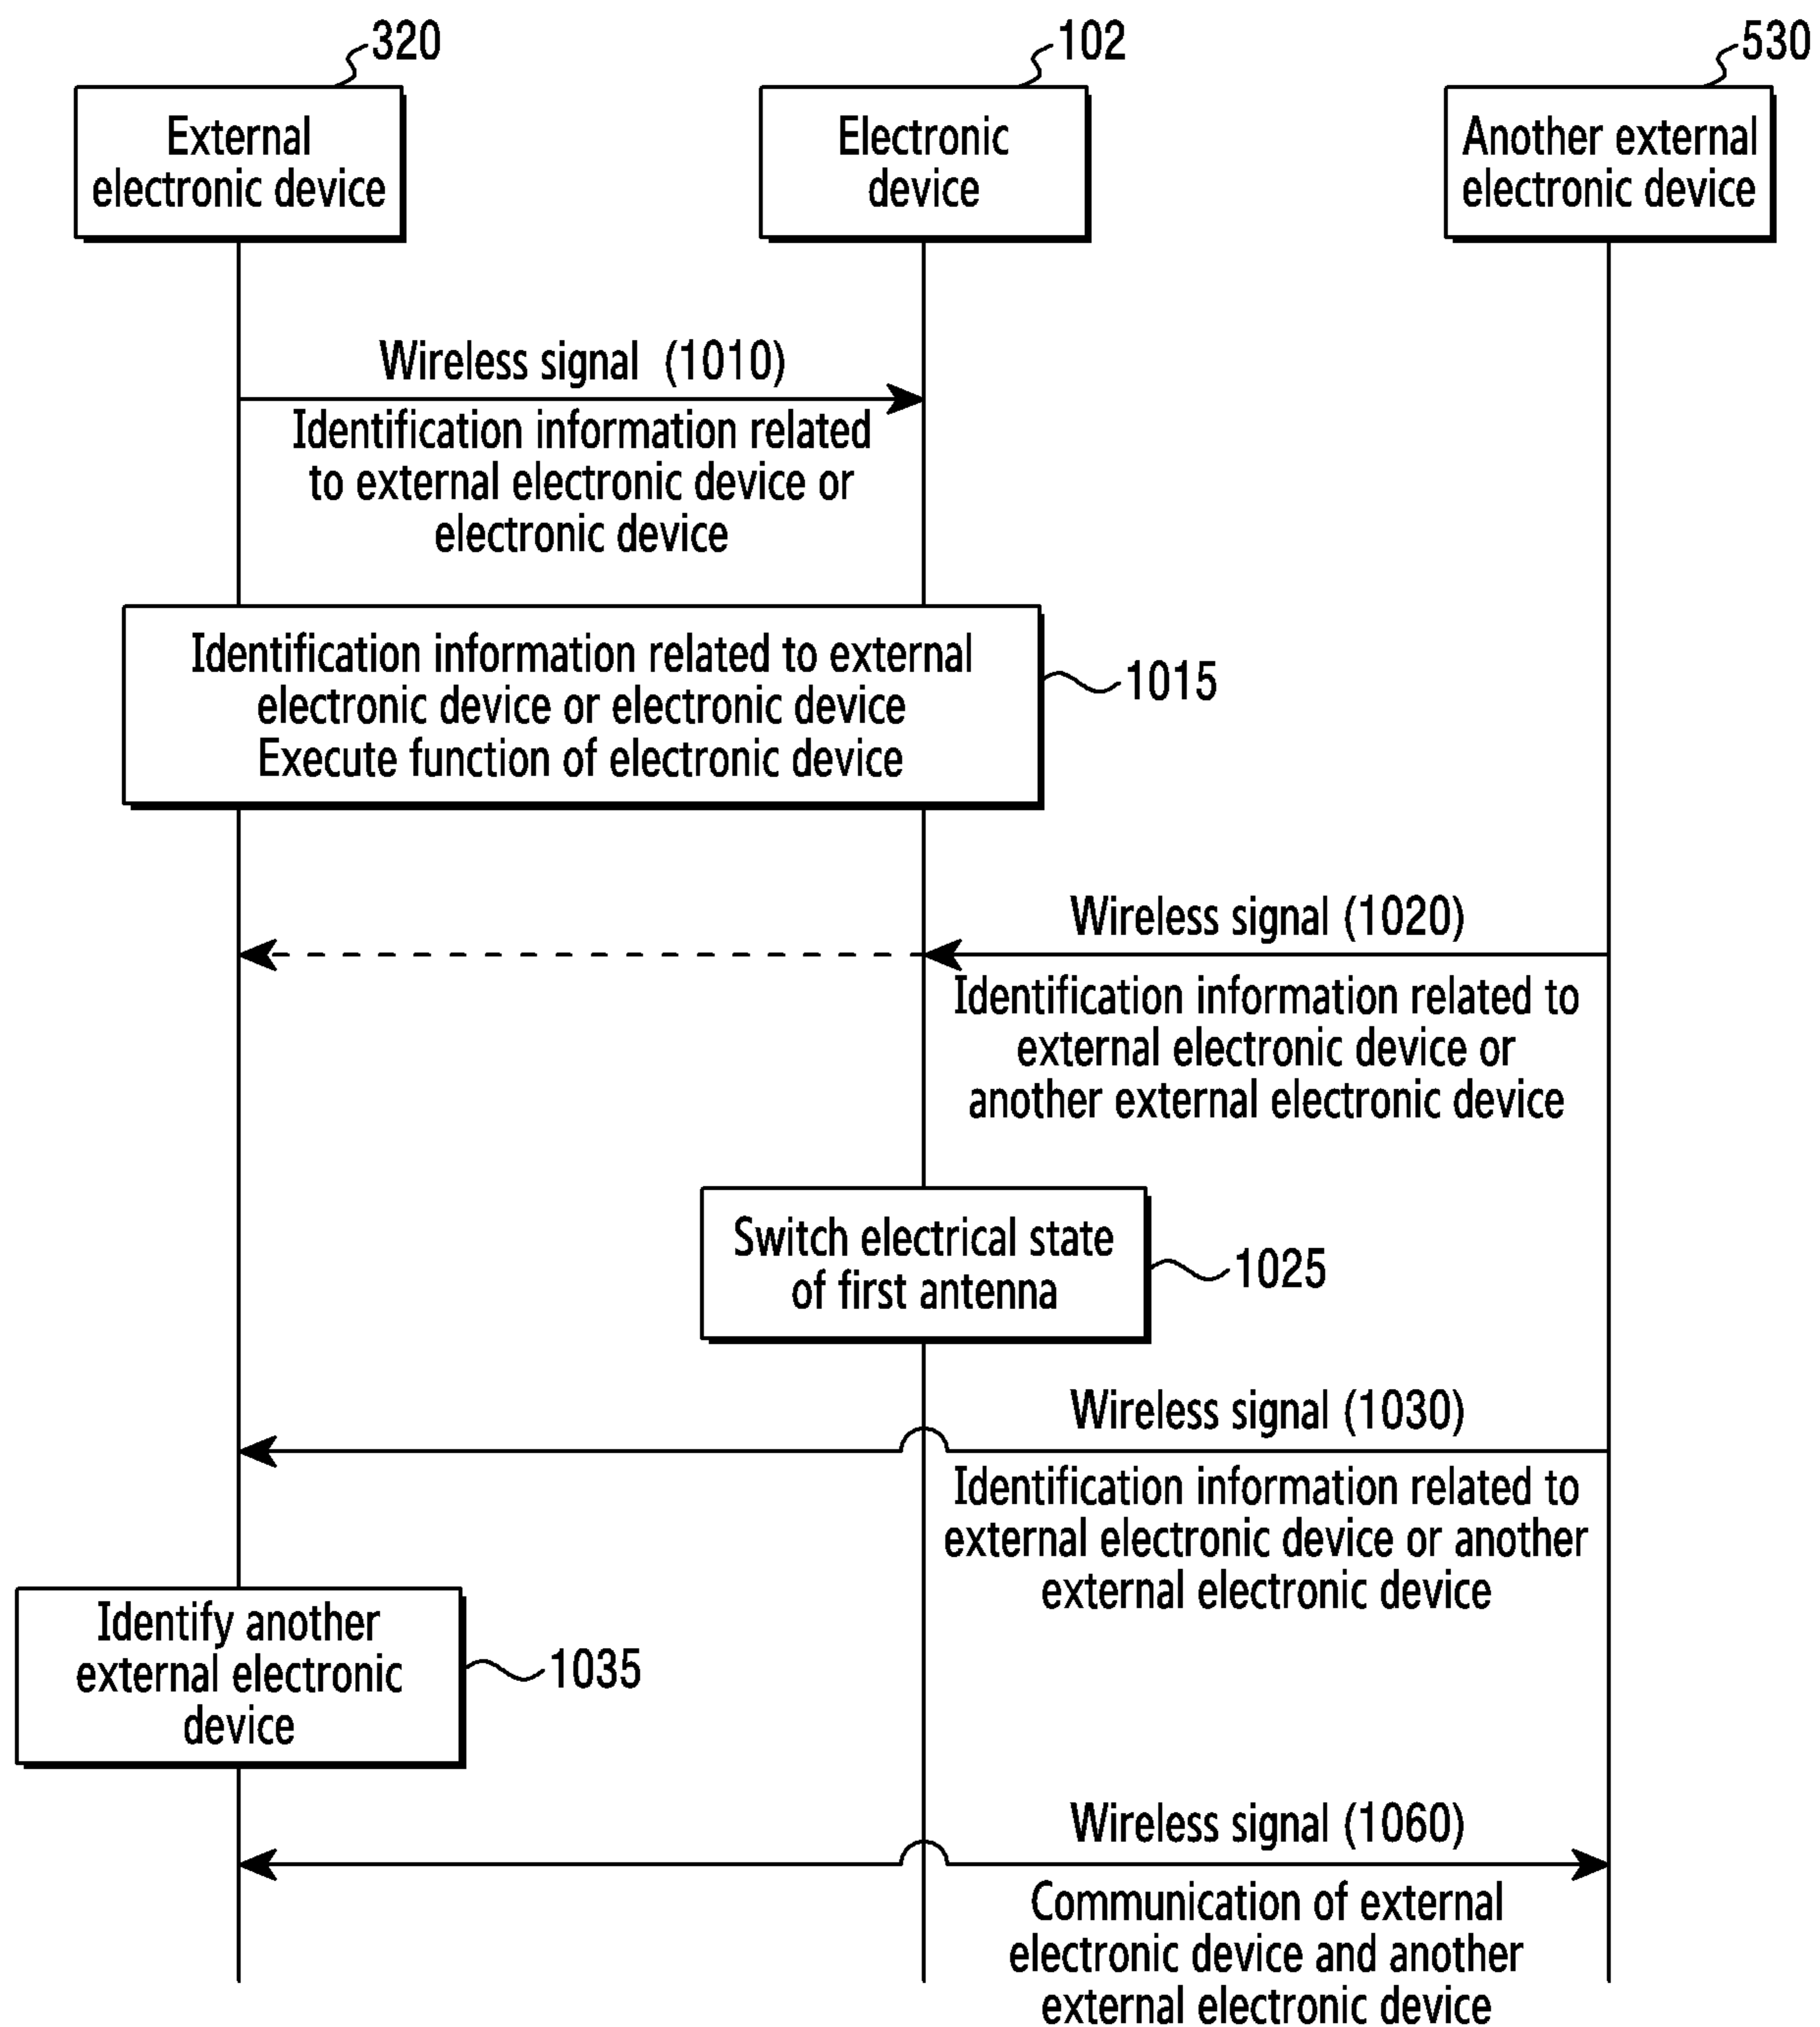 320
102
530
External
electronic device
Electronic
device
Another external
electronic device
Wireless signal (1010)
Identification information related
to external electronic device or
electronic device
Identification information related to external
electronic device or electronic device
Execute function of electronic device
1015
Wireless signal (1020)
Identification information related to
external electronic device or
another external electronic device
Switch electrical state
of first antenna
1025
Wireless signal (1030)
Identification information related to
external electronic device or another
external electronic device
Identify another
external electronic
device
1035
Wireless signal (1060)
Communication of external
electronic device and another
external electronic device